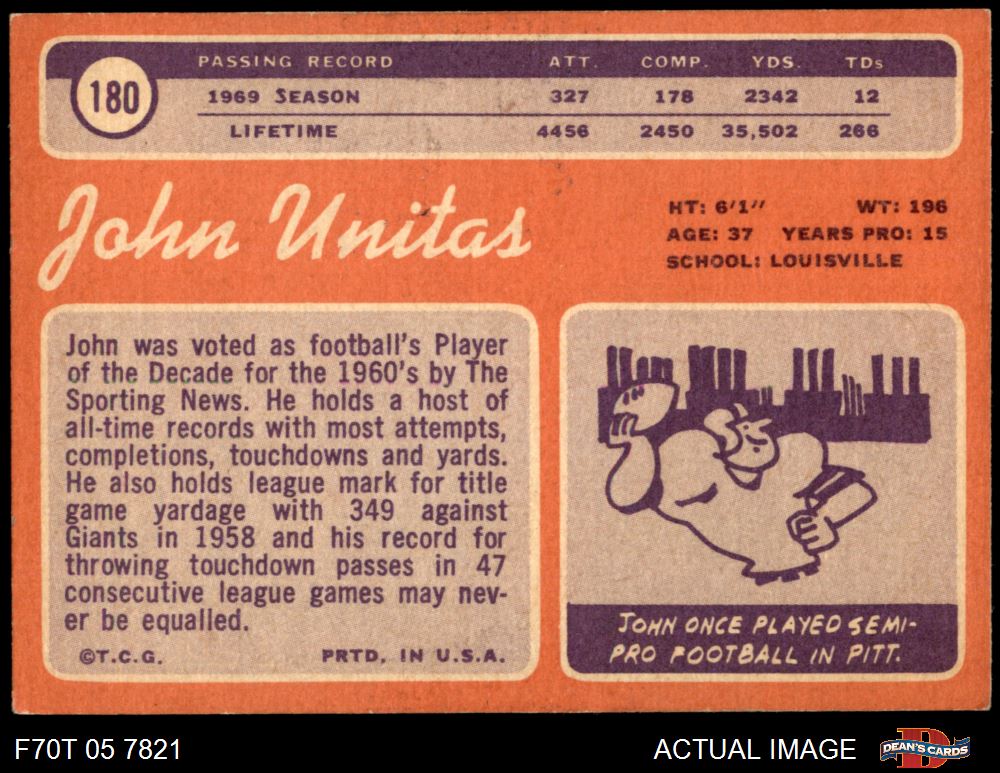 PASSING RECORD ATT. COMP. YDS. TDs
180
1969 SEASON 327 178 2342 12
LIFETIME 4456 2450 35,502 266
John Unitas
HT: 6'1" WT: 196
AGE: 37 YEARS PRO: 15
SCHOOL: LOUISVILLE
John was voted as football's Player
of the Decade for the 1960's by The
Sporting News. He holds a host of
all-time records with most attempts,
completions, touchdowns and yards.
He also holds league mark for title
game yardage with 349 against
Giants in 1958 and his record for
throwing touchdown passes in 47
consecutive league games may nev-
er be equalled.
©T.C.G. PRTD. IN U.S.A.
JOHN ONCE PLAYED SEMI-
PRO FOOTBALL IN PITT.
F70T 05 7821 ACTUAL IMAGE DEAN'S CARDS